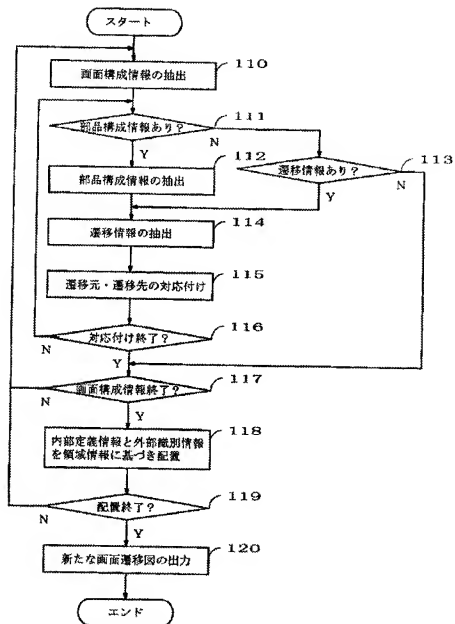 スタート
画面構成情報の抽出
110
部品構成情報あり?
111
Y
N
部品構成情報の抽出
112
遷移情報あり?
113
Y
N
遷移情報の抽出
114
遷移元・遷移先の対応付け
115
対応付け終了?
116
N
Y
画面構成情報終了?
117
N
Y
内部定義情報と外部識別情報
を領域情報に基づき配置
118
配置終了?
119
N
Y
新たな画面遷移図の出力
120
エンド